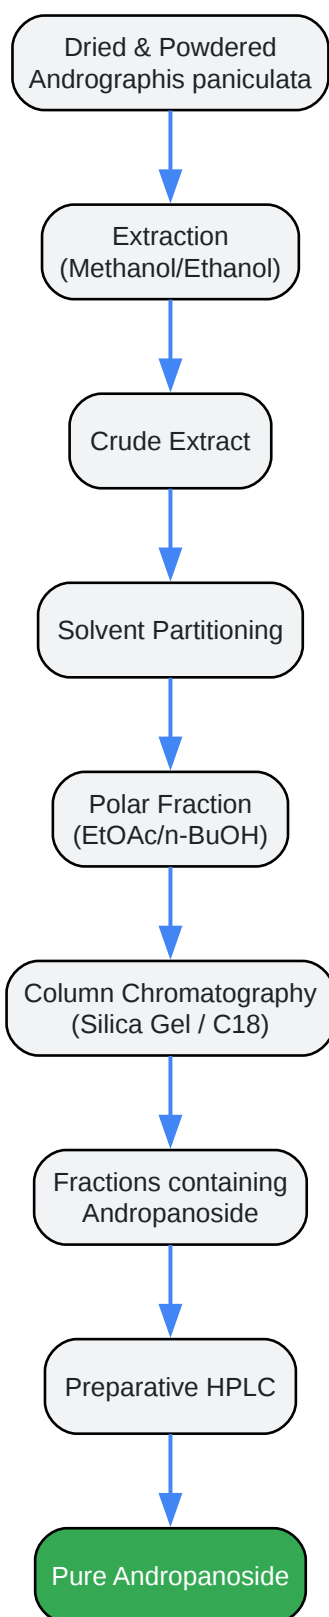 Dried & Powdered
Andrographis paniculata
Extraction
(Methanol/Ethanol)
Crude Extract
Solvent Partitioning
Polar Fraction
(EtOAc/n-BuOH)
Column Chromatography
(Silica Gel / C18)
Fractions containing
Andropanoside
Preparative HPLC
Pure Andropanoside